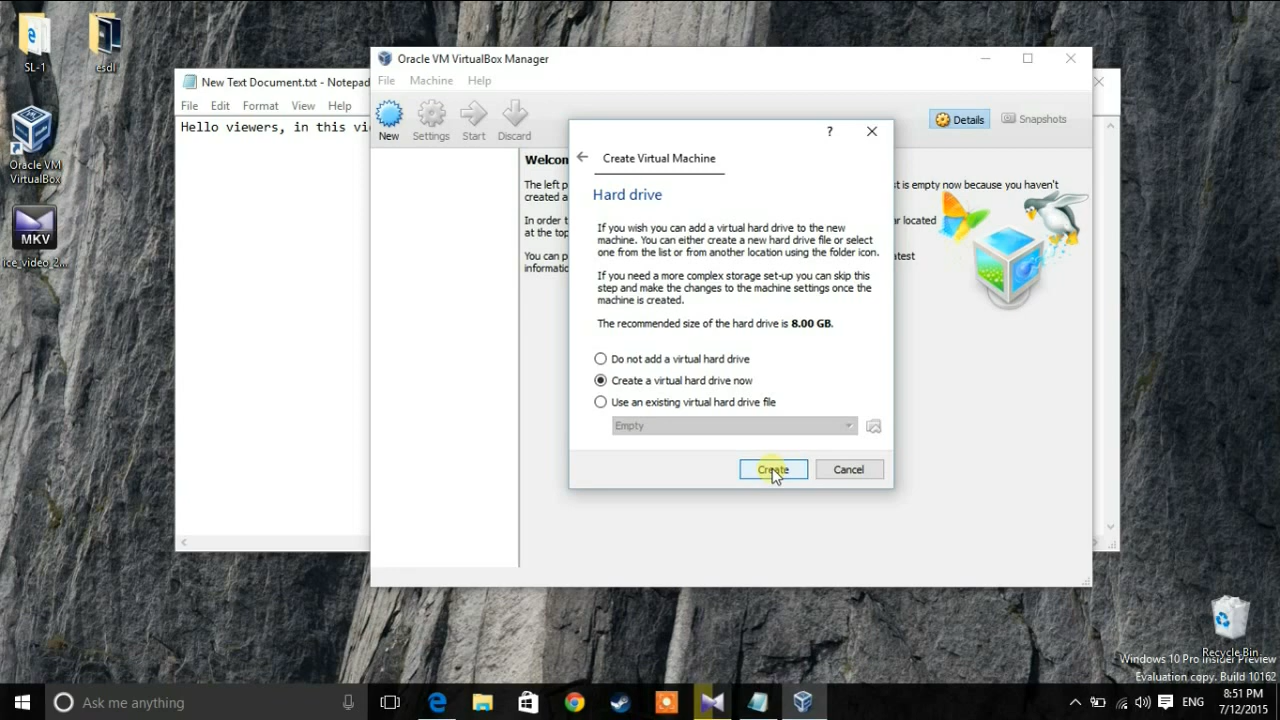 SL-1
esdl
Oracle VM
VirtualBox
MKV
ice_video 2...
New Text Document.txt - Notepad
File Edit Format View Help
Hello viewers, in this vi
Oracle VM VirtualBox Manager
File Machine Help
New Settings Start Discard
Details Snapshots
Welcom
The left p
created a
In order t
at the top
You can p
informatio
st is empty now because you haven't
ar located
atest
?
Create Virtual Machine
Hard drive
If you wish you can add a virtual hard drive to the new
machine. You can either create a new hard drive file or select
one from the list or from another location using the folder icon.
If you need a more complex storage set-up you can skip this
step and make the changes to the machine settings once the
machine is created.
The recommended size of the hard drive is 8.00 GB.
Do not add a virtual hard drive
Create a virtual hard drive now
Use an existing virtual hard drive file
Empty
Create Cancel
Recycle Bin
Windows 10 Pro Insider Preview
Evaluation copy. Build 10162
Ask me anything
ENG
8:51 PM
7/12/2015